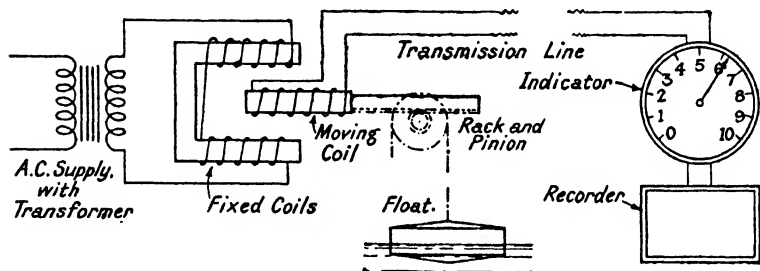 Transmission Line
Indicator
0
1
2
3
4
5
6
7
8
9
10
Moving
Coil
Rack and
Pinion
A.C. Supply.
with
Transformer
Fixed Coils
Float.
Recorder